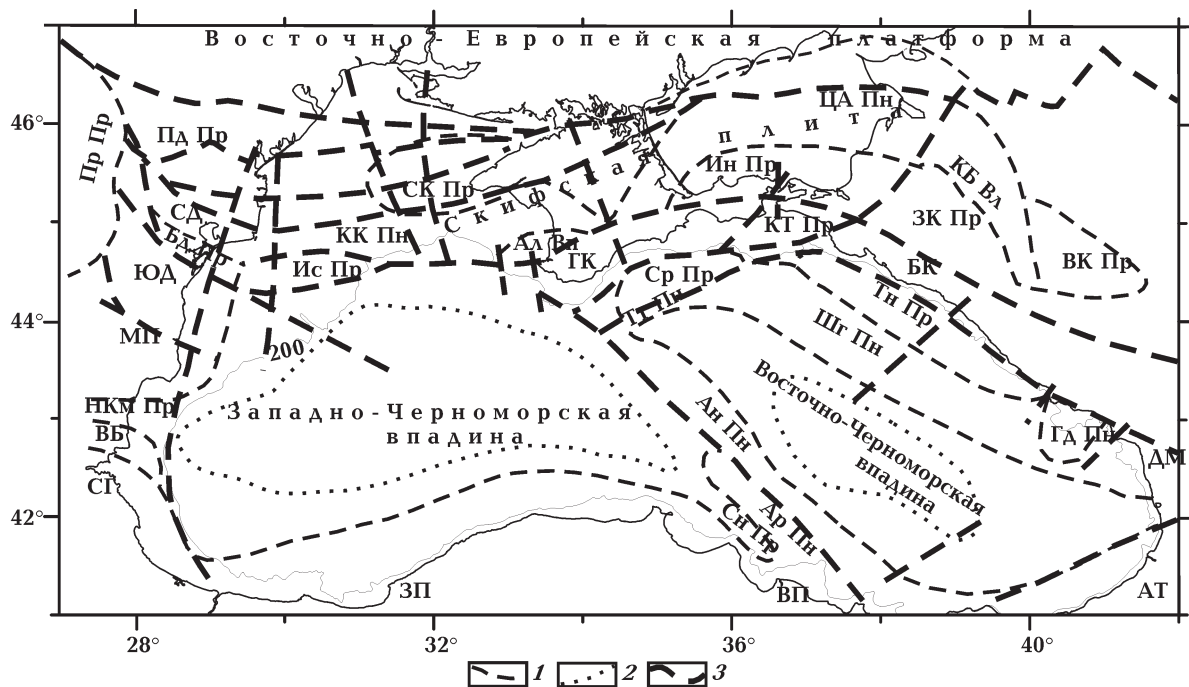 Восточно-Европейская платформа
ЦА Пн
46°
Пд Пр
плита
Пр Пр
Ин Пр
КБ Вл
СК Пр
Скифская
СД
ЗК Пр
КТ Пр
КК Пн
Ал Вп
ГК
ВК Пр
БК
ЮД
Ис Пр
Ср Пр
Тт Пн
Тн Пр
44°
Шг Пн
МП
200
Восточно-Черноморская
впадина
НКм Пр
Западно-Черноморская
впадина
Ан Пн
ВБ
Гд Пн
ДМ
СГ
42°
Сн Пр
Ар Пн
ЗП
ВП
АТ
28° 32° 36° 40°
1 2 3